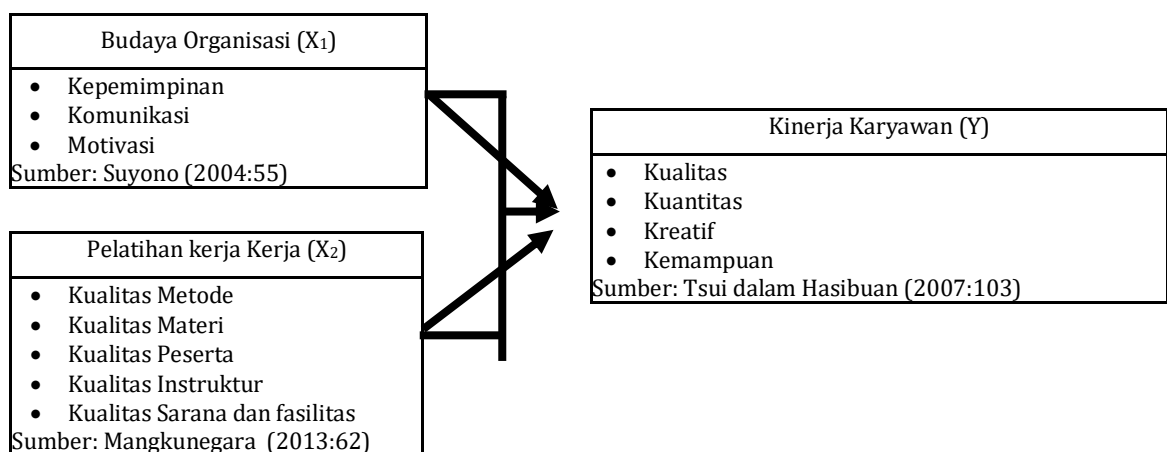 Budaya Organisasi (X₁)
• Kepemimpinan
• Komunikasi
• Motivasi
Sumber: Suyono (2004:55)
Pelatihan kerja Kerja (X₂)
• Kualitas Metode
• Kualitas Materi
• Kualitas Peserta
• Kualitas Instruktur
• Kualitas Sarana dan fasilitas
Sumber: Mangkunegara (2013:62)
Kinerja Karyawan (Y)
• Kualitas
• Kuantitas
• Kreatif
• Kemampuan
Sumber: Tsui dalam Hasibuan (2007:103)